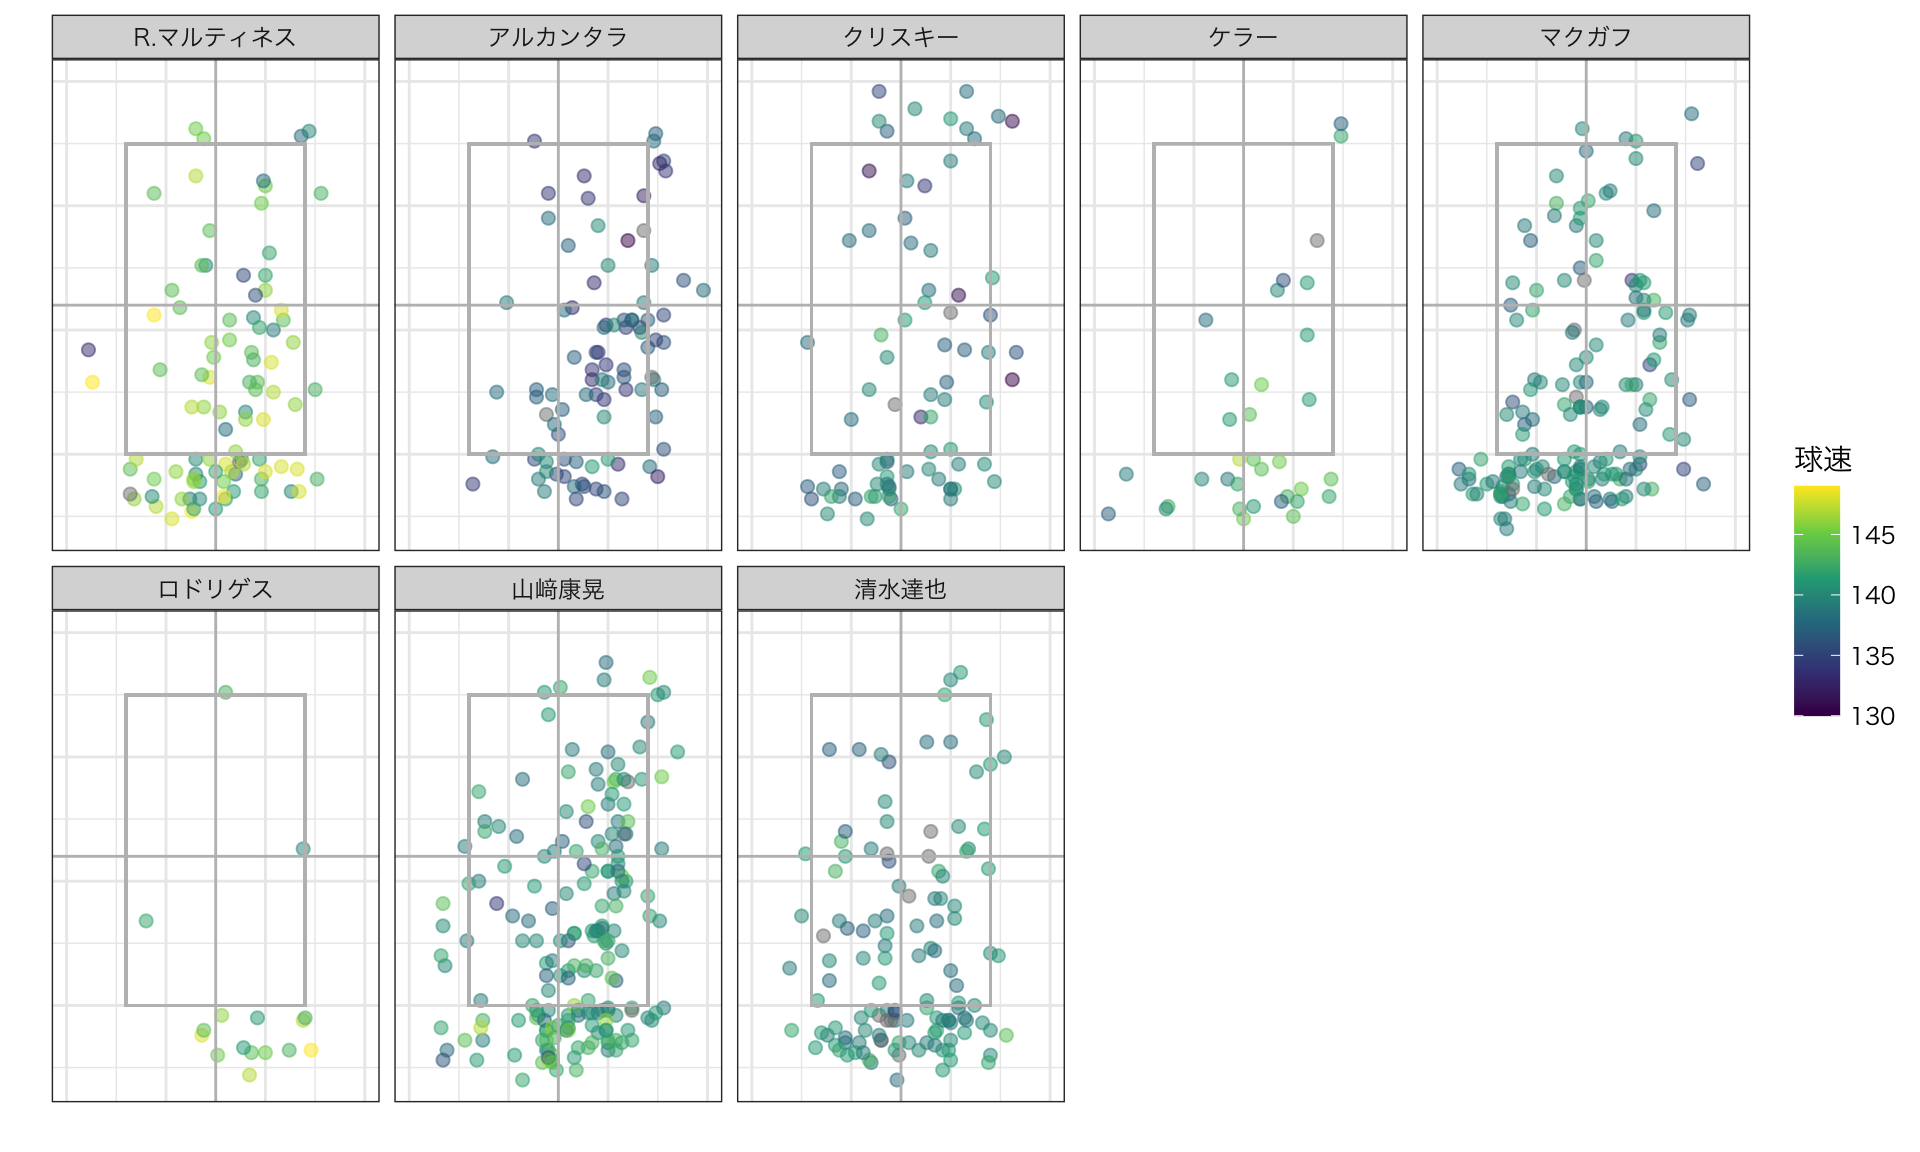 R.マルティネス
アルカンタラ
クリスキー
ケラー
マクガフ
ロドリゲス
山﨑康晃
清水達也
球速
145
140
135
130